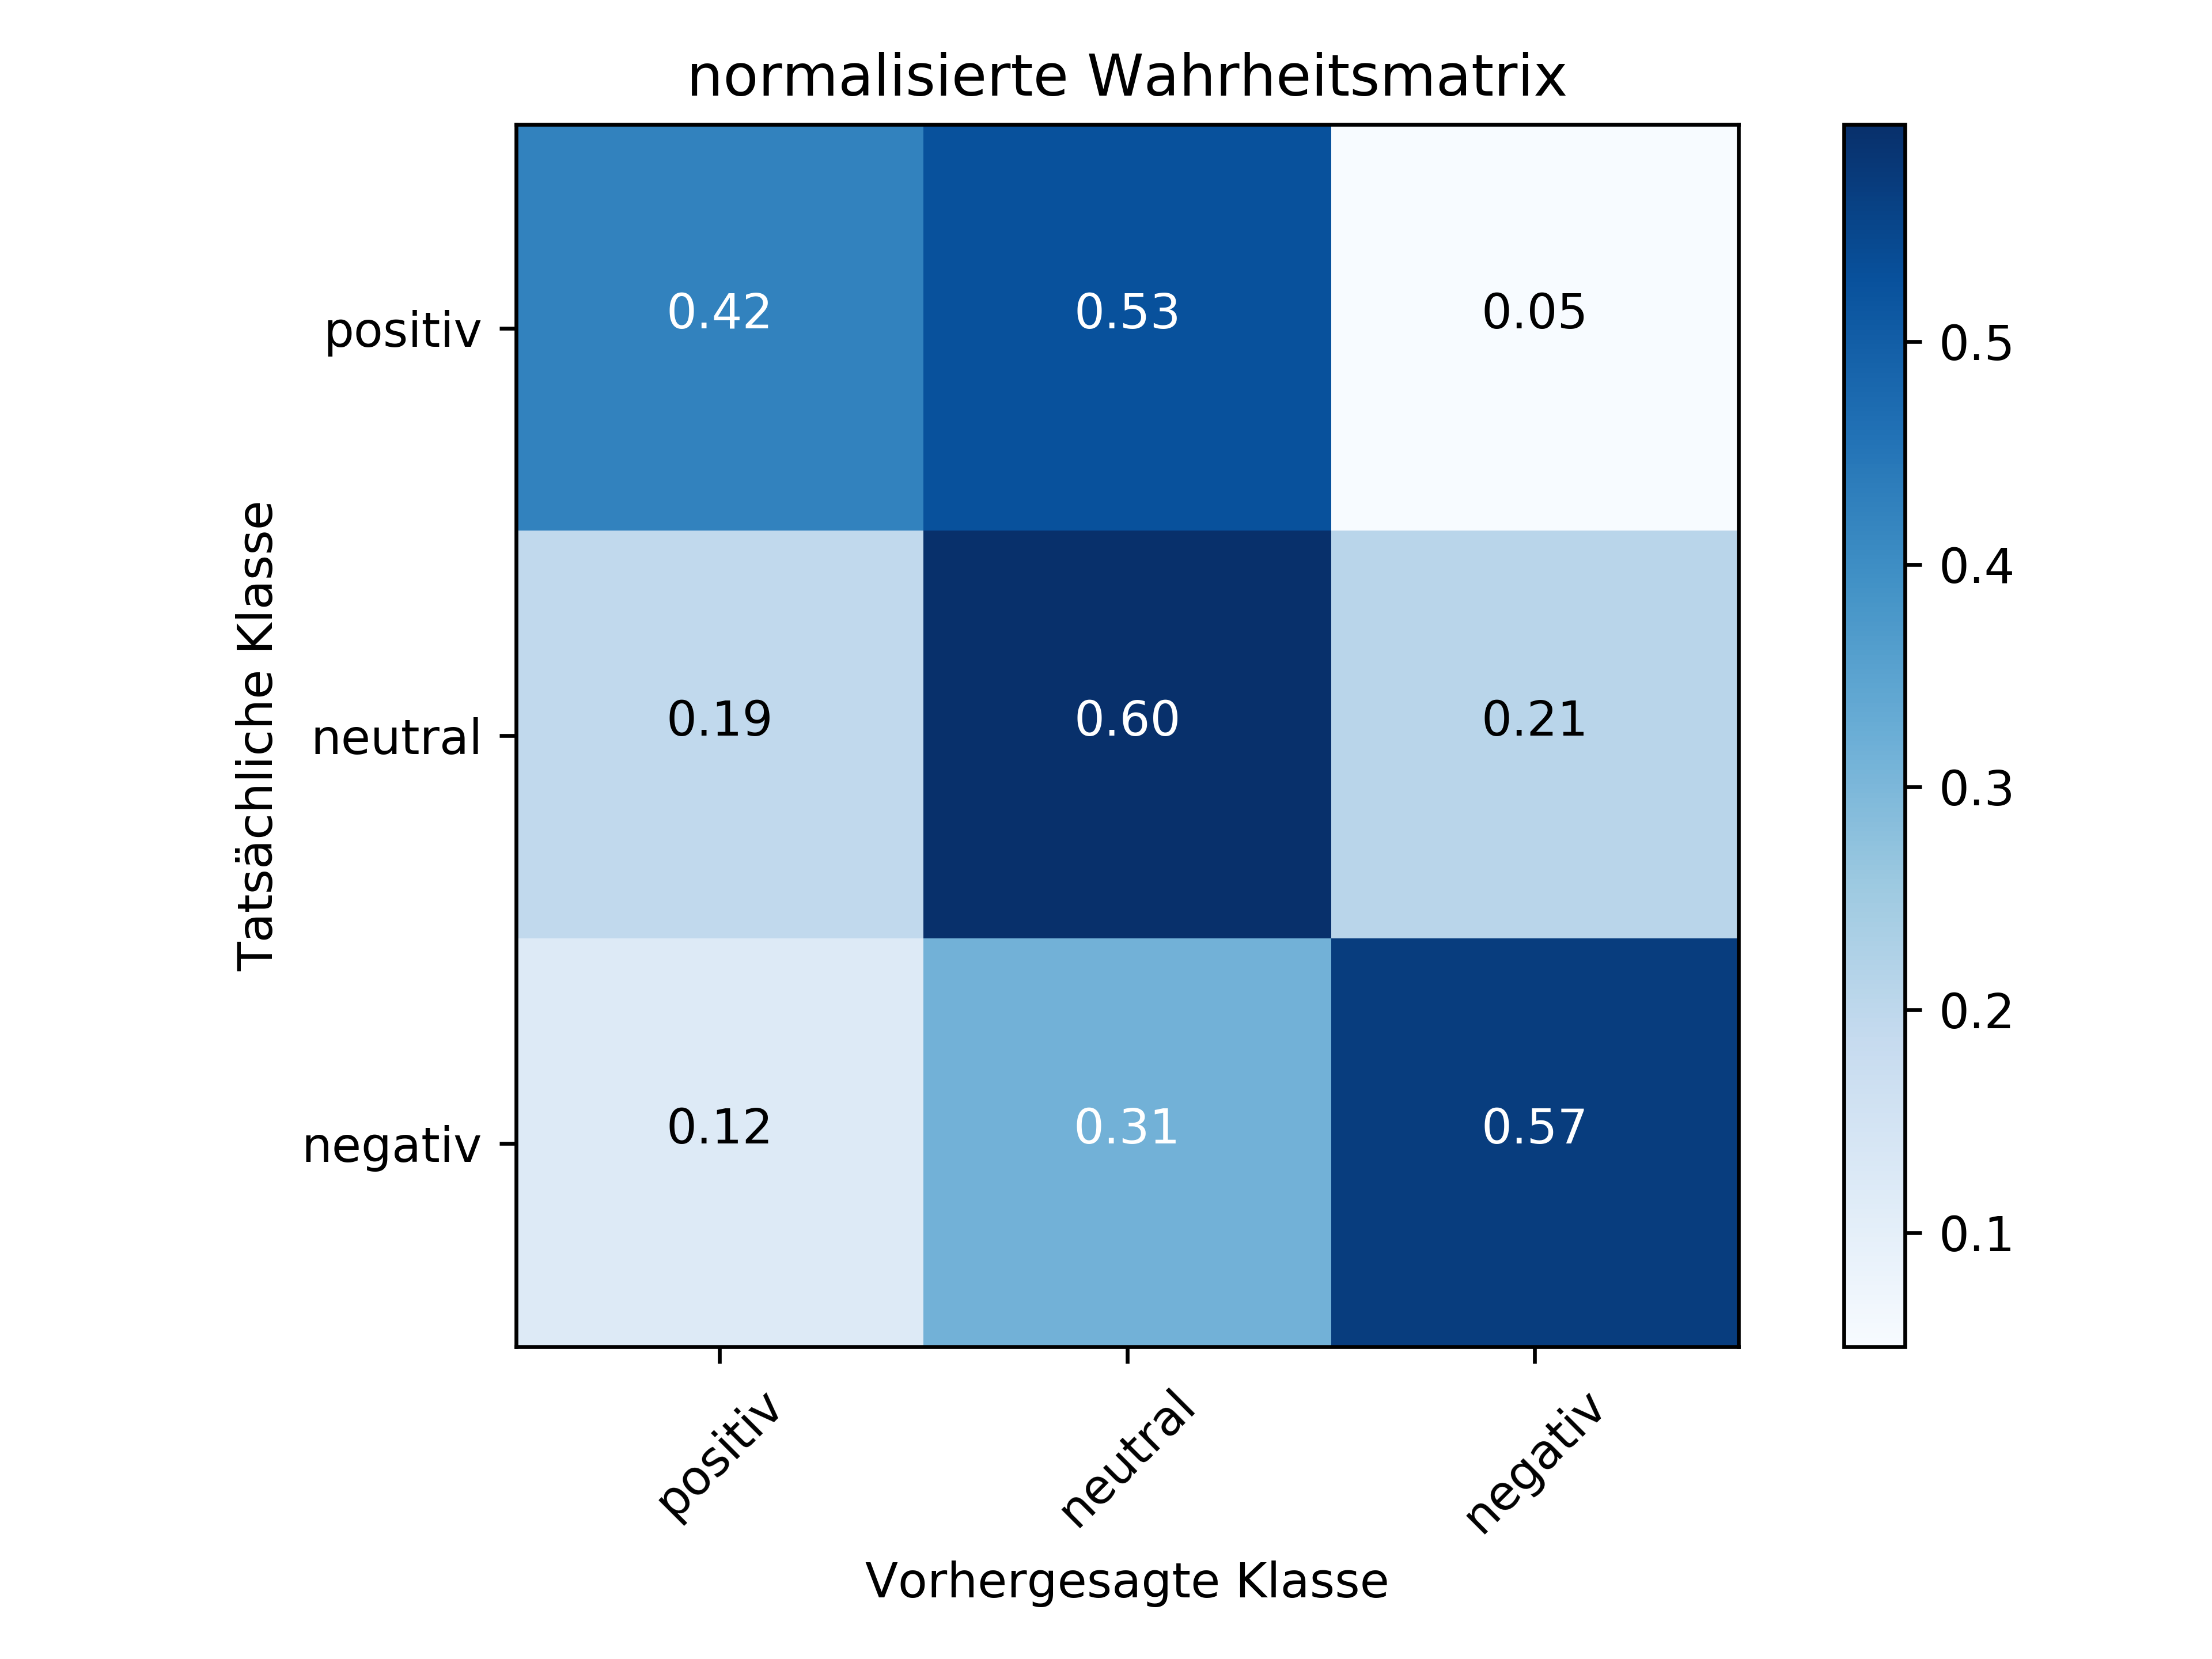 normalisierte Wahrheitsmatrix
Tatsächliche Klasse
positiv
0.42 0.53 0.05
neutral
0.19 0.60 0.21
negativ
0.12 0.31 0.57
positiv neutral negativ
Vorhergesagte Klasse
0.5
0.4
0.3
0.2
0.1